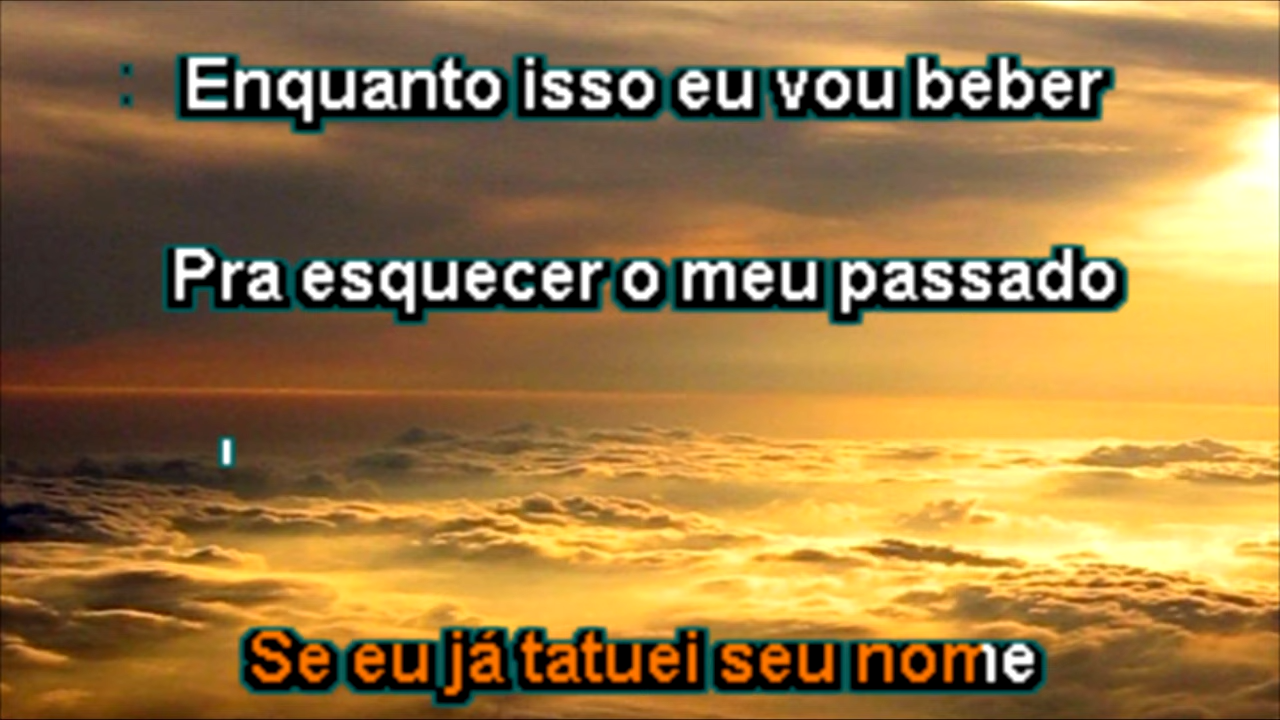 Enquanto isso eu vou beber
Pra esquecer o meu passado
Se eu já tatuei seu nome